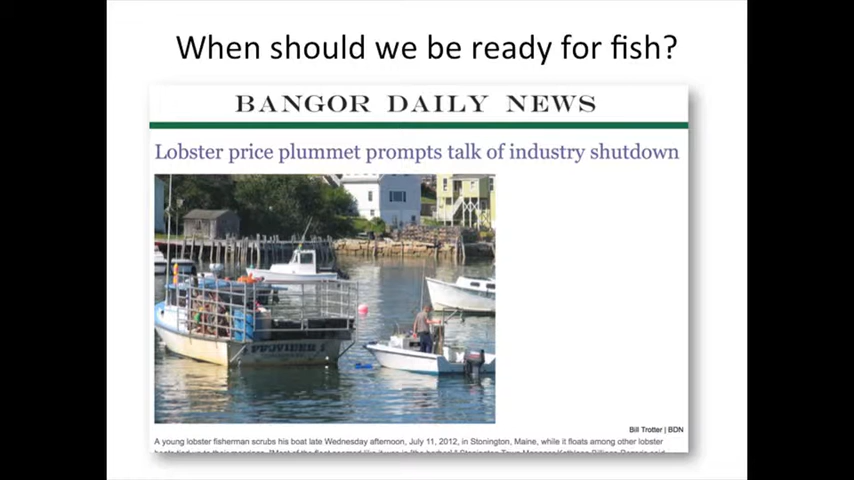 When should we be ready for fish?
BANGOR DAILY NEWS
Lobster price plummet prompts talk of industry shutdown
Bill Trotter | BDN
A young lobster fisherman scrubs his boat late Wednesday afternoon, July 11, 2012, in Stonington, Maine, while it floats among other lobster